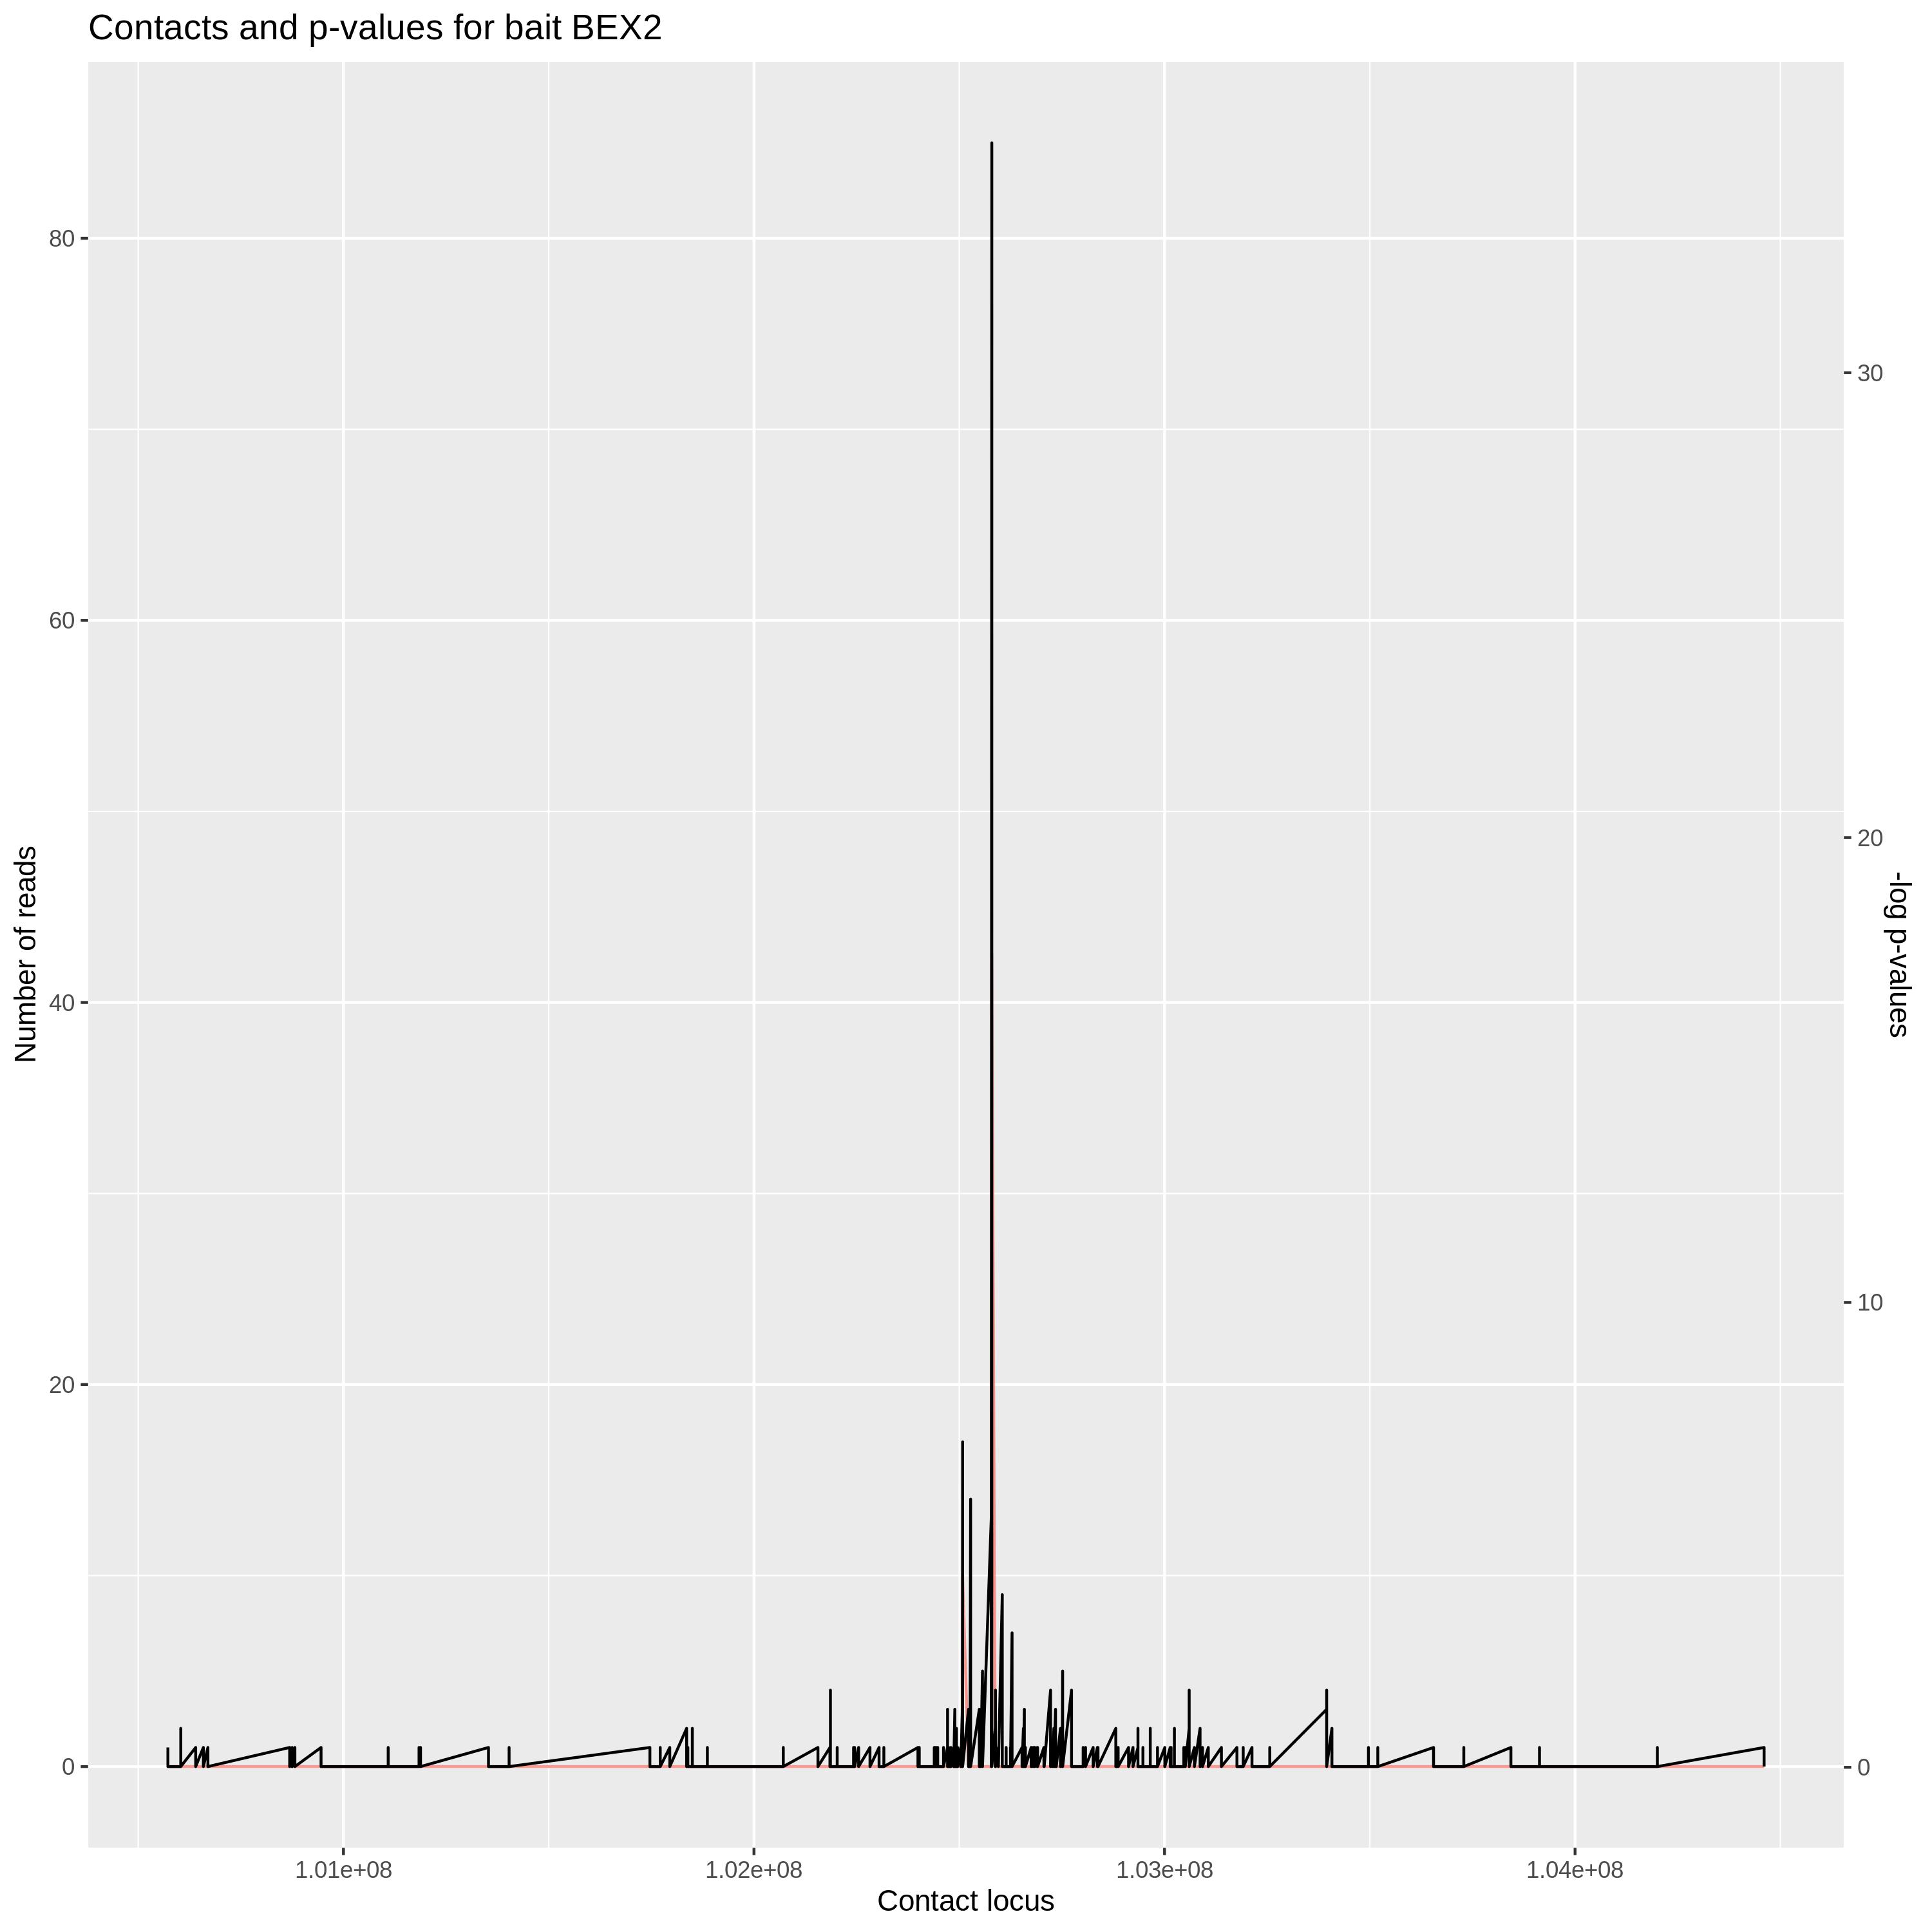 Contacts and p-values for bait BEX2
80
60
40
20
0
Number of reads
30
20
10
0
-log p-values
1.01e+08
1.02e+08
1.03e+08
1.04e+08
Contact locus